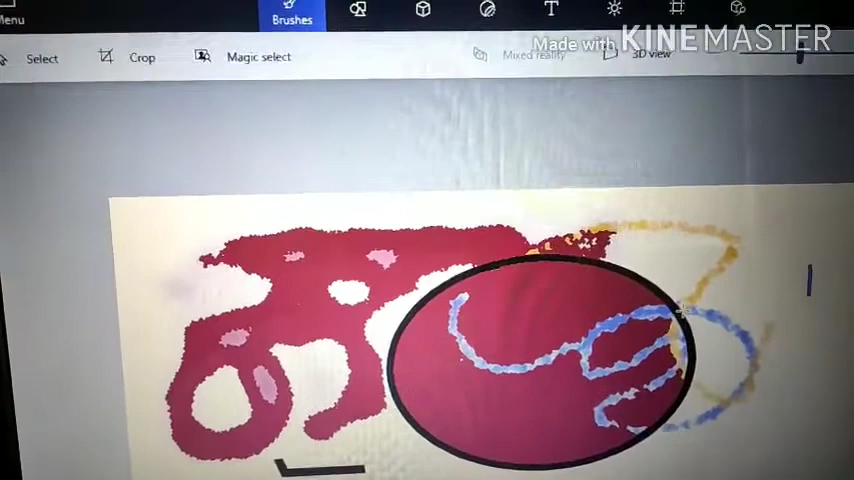 Menu
Brushes
Made with KINEMASTER
Select
Crop
Magic select
Mixed reality
3D view